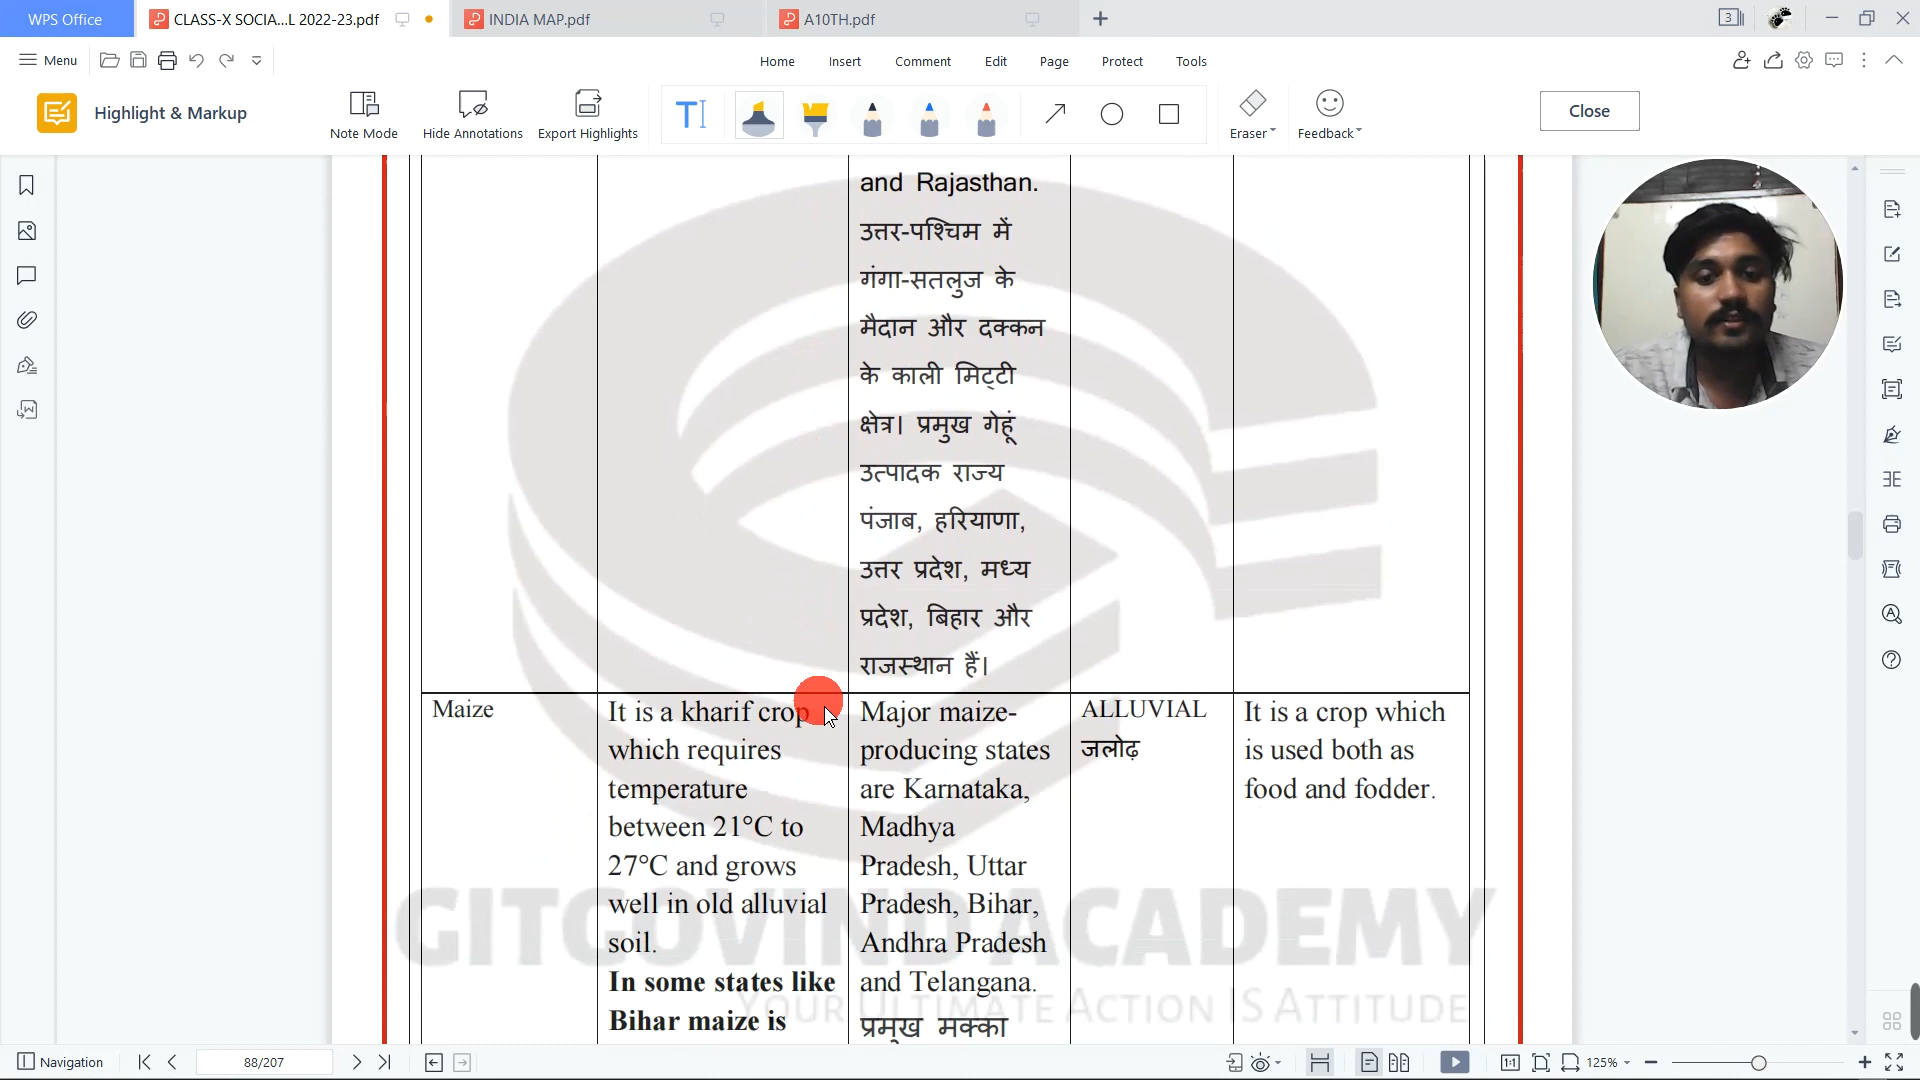 WPS Office
CLASS-X SOCIA...L 2022-23.pdf
INDIA MAP.pdf
A10TH.pdf
3
Menu
Home
Insert
Comment
Edit
Page
Protect
Tools
Highlight & Markup
Note Mode
Hide Annotations
Export Highlights
Eraser
Feedback
Close
and Rajasthan.
उत्तर-पश्चिम में
गंगा-सतलुज के
मैदान और दक्कन
के काली मिट्टी
क्षेत्र। प्रमुख गेहूं
उत्पादक राज्य
पंजाब, हरियाणा,
उत्तर प्रदेश, मध्य
प्रदेश, बिहार और
राजस्थान हैं।
Maize
It is a kharif crop
which requires
temperature
between 21°C to
27°C and grows
well in old alluvial
soil.
In some states like
Bihar maize is
Major maize-
producing states
are Karnataka,
Madhya
Pradesh, Uttar
Pradesh, Bihar,
Andhra Pradesh
and Telangana.
प्रमुख मक्का
ALLUVIAL
जलोढ़
It is a crop which
is used both as
food and fodder.
GITGOVINDACADEMY
YOUR ULTIMATE ACTION IS ATTITUDE
Navigation
88/207
1:1
125%